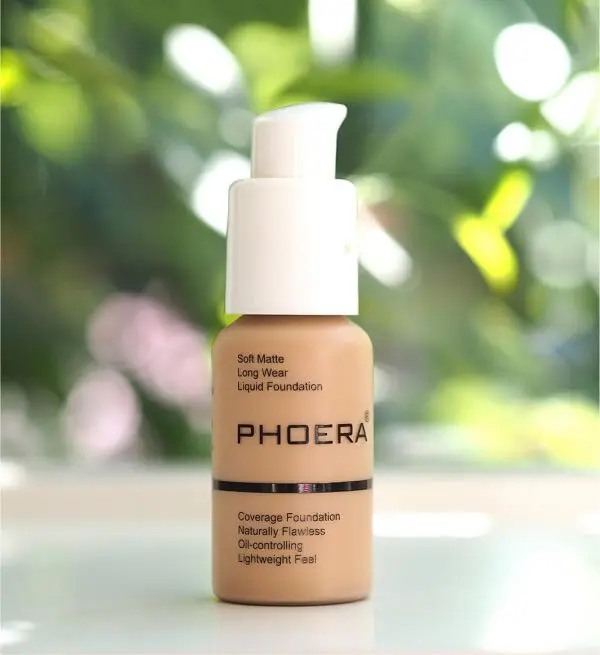 Soft Matte
Long Wear
Liquid Foundation
PHOERA®
Coverage Foundation
Naturally Flawless
Oil-controlling
Lightweight Feel